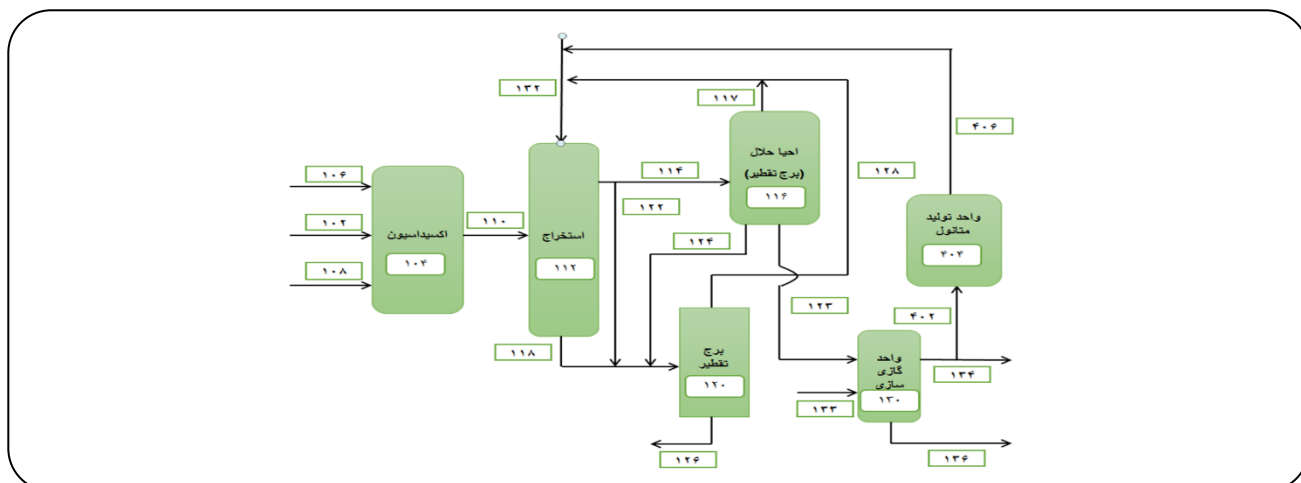 ۱۳۲
۱۱۷
۴۰۶
احیا حلال
(برج تقطیر)
۱۱۶
۱۲۸
۱۰۶
۱۱۴
۱۲۲
۱۰۲
۱۱۰
اکسیداسیون
۱۰۴
استخراج
۱۱۲
واحد تولید
متانول
۴۰۴
۱۲۴
۱۰۸
۱۲۳
۴۰۲
۱۱۸
برج
تقطیر
۱۲۰
واحد
گازی
سازی
۱۳۰
۱۳۴
۱۳۳
۱۲۶
۱۳۶